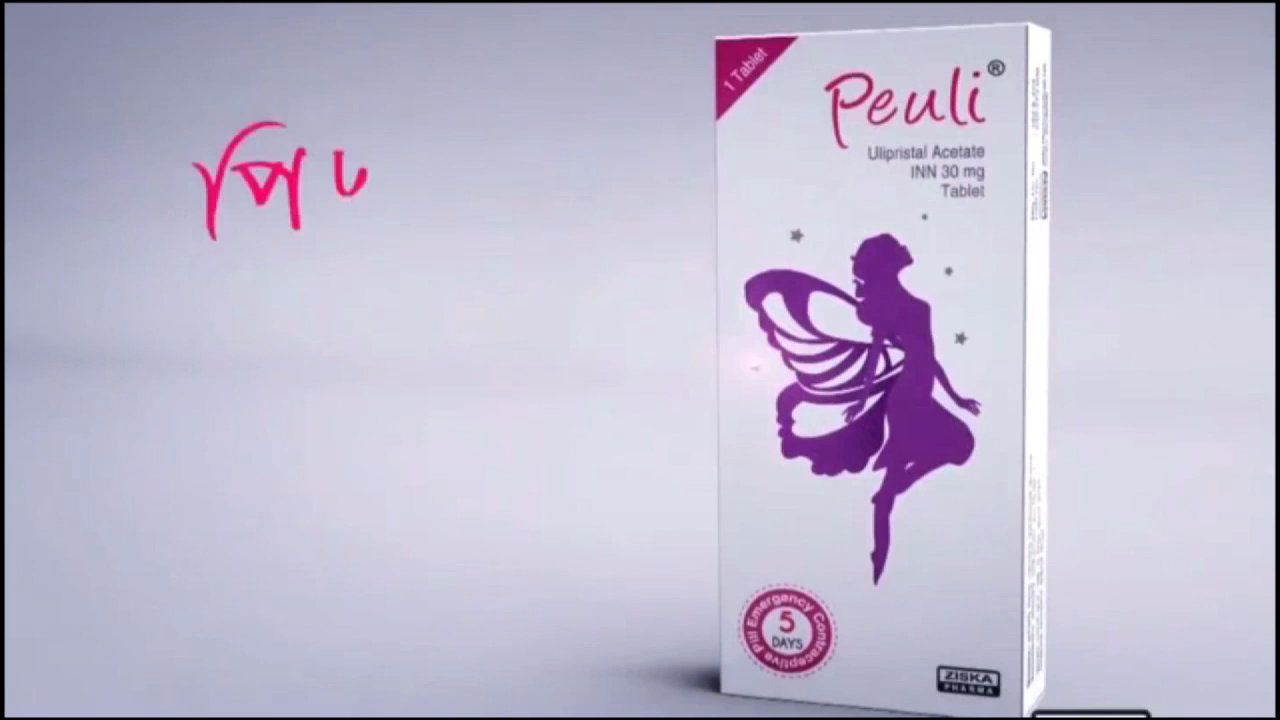 1 Tablet
Peuli®
Ulipristal Acetate
INN 30 mg
Tablet
Emergency Contraceptive Pill
5
DAYS
ZISKA
PHARMA